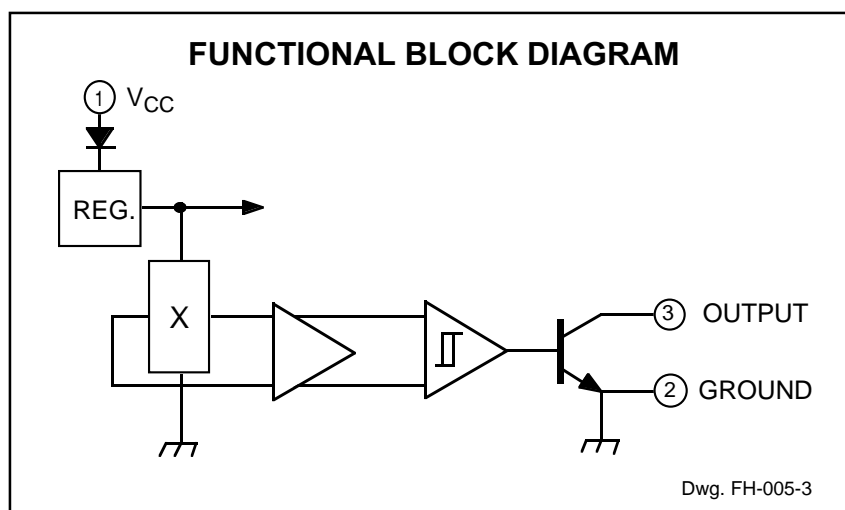 FUNCTIONAL BLOCK DIAGRAM
1 VCC
REG.
X
3 OUTPUT
2 GROUND
Dwg. FH-005-3